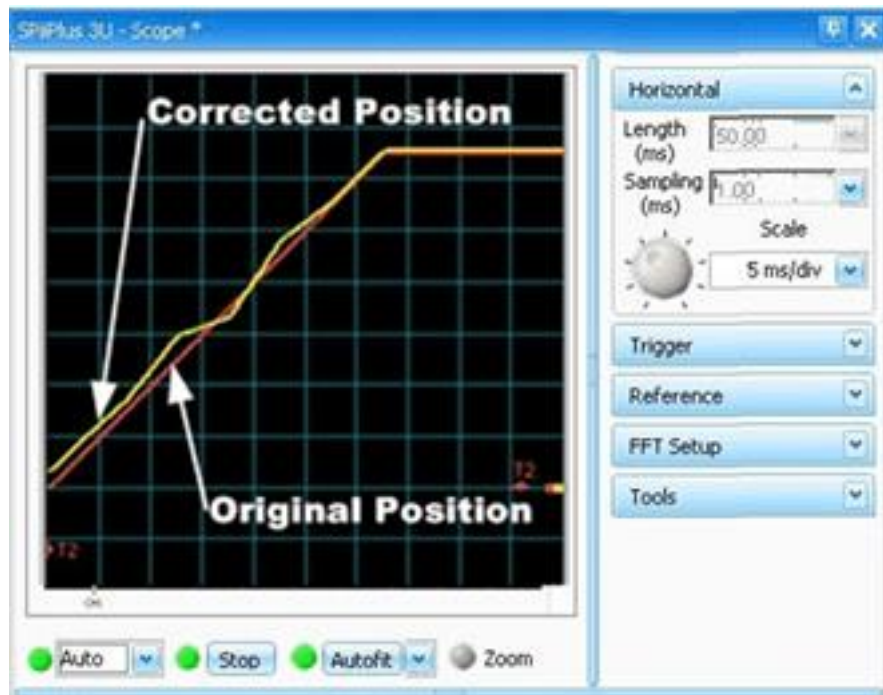 SPiiPlus 3U - Scope *
Corrected Position
Original Position
T2
T2
Horizontal
Length
(ms)
50.00
Sampling
(ms)
1.00
Scale
5 ms/div
Trigger
Reference
FFT Setup
Tools
Auto
Stop
Autofit
Zoom